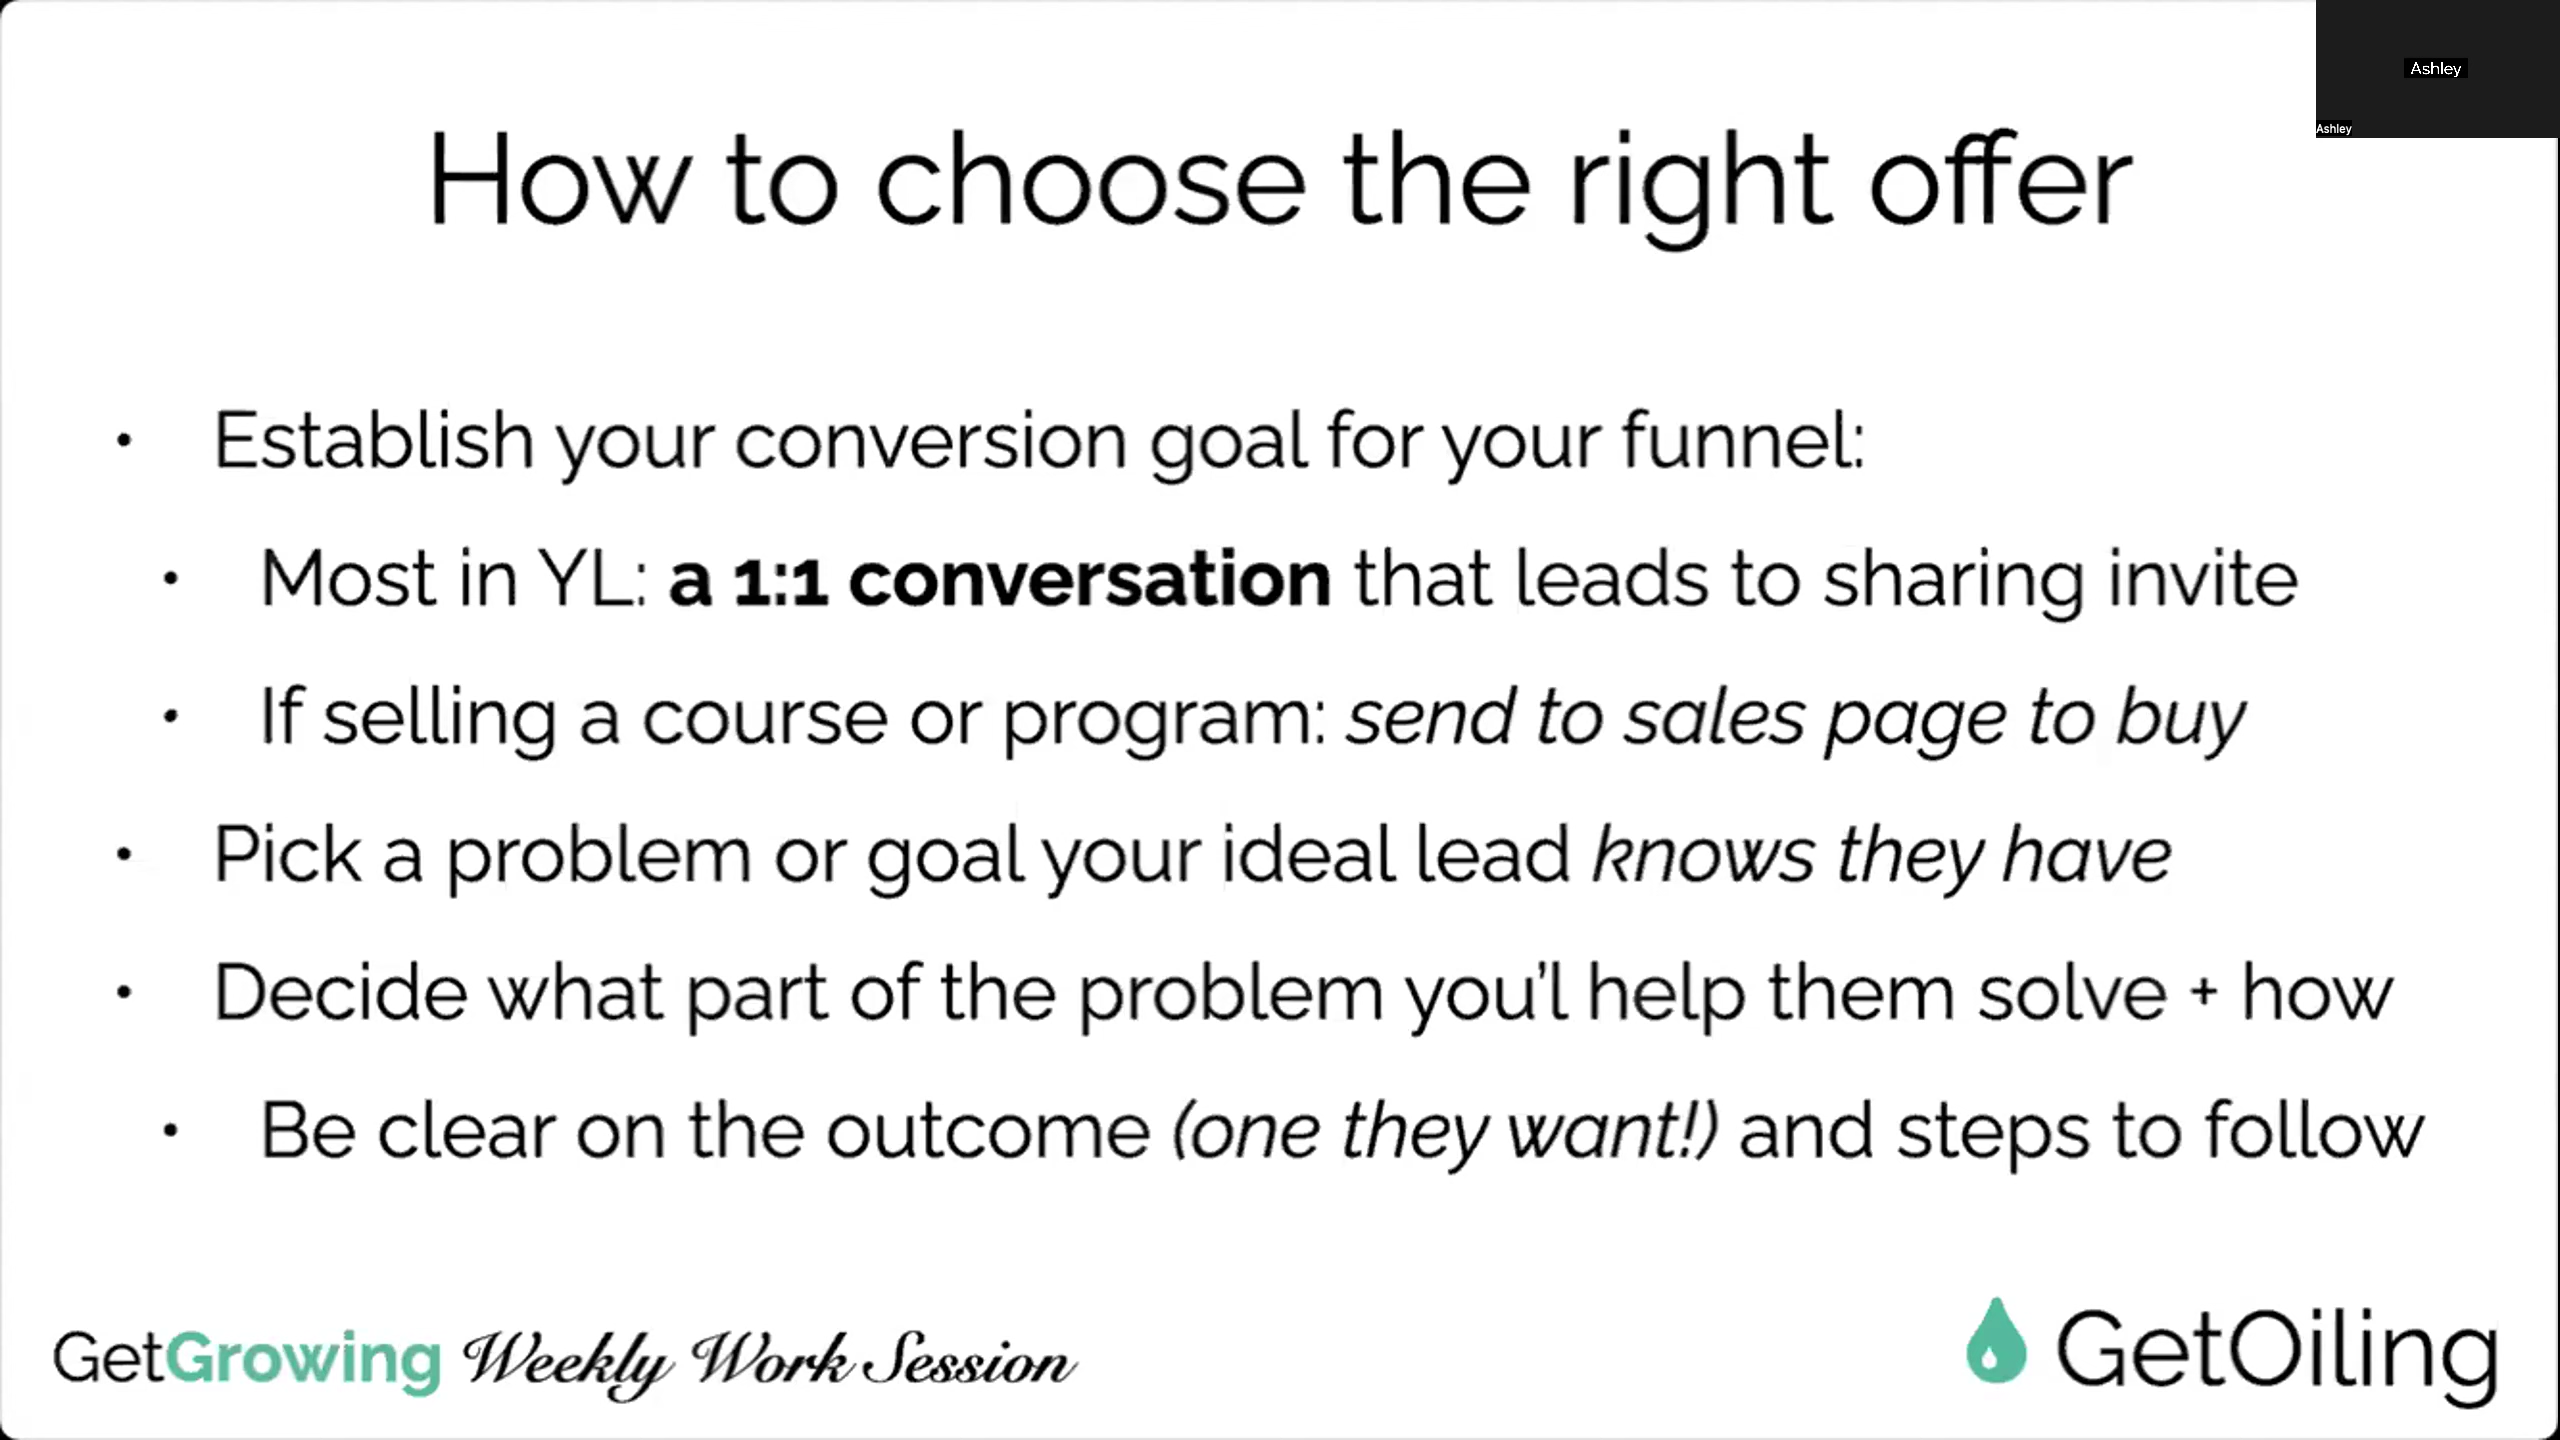 Ashley
Ashley
How to choose the right offer
• Establish your conversion goal for your funnel:
• Most in YL: a 1:1 conversation that leads to sharing invite
• If selling a course or program: send to sales page to buy
• Pick a problem or goal your ideal lead knows they have
• Decide what part of the problem you'l help them solve + how
• Be clear on the outcome (one they want!) and steps to follow
GetGrowing Weekly Work Session
GetOiling